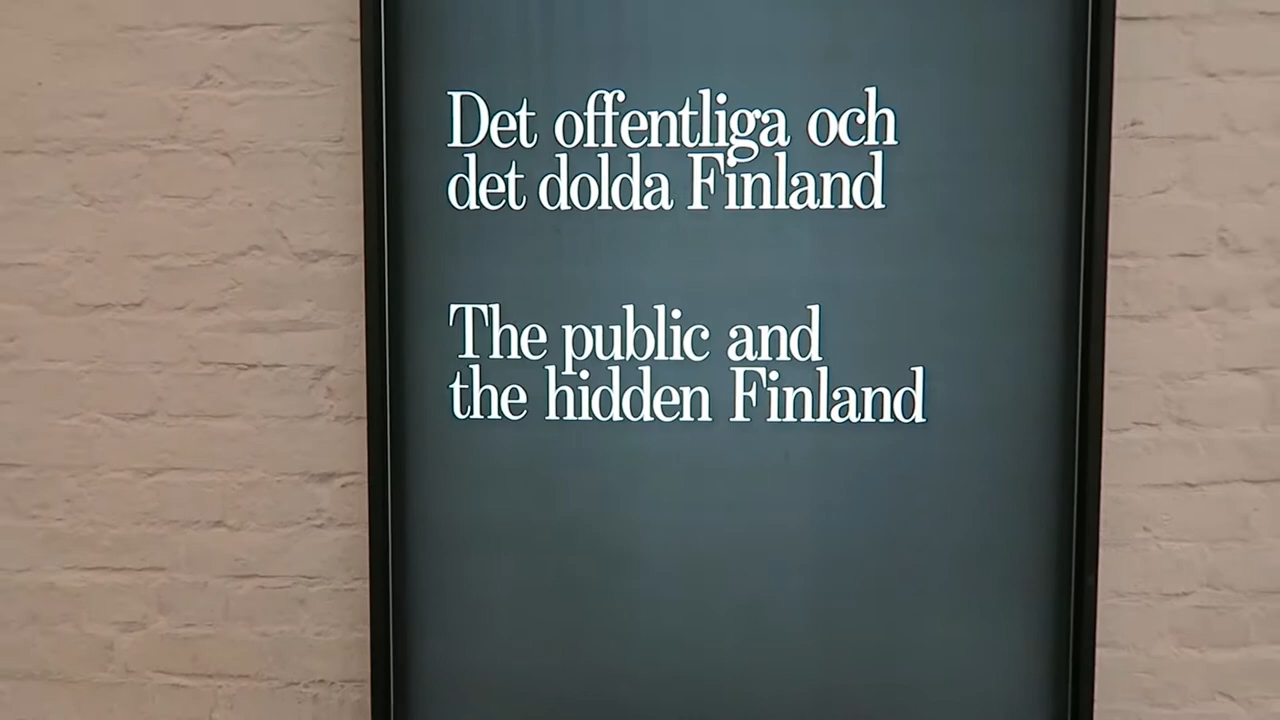 Det offentliga och
det dolda Finland
The public and
the hidden Finland